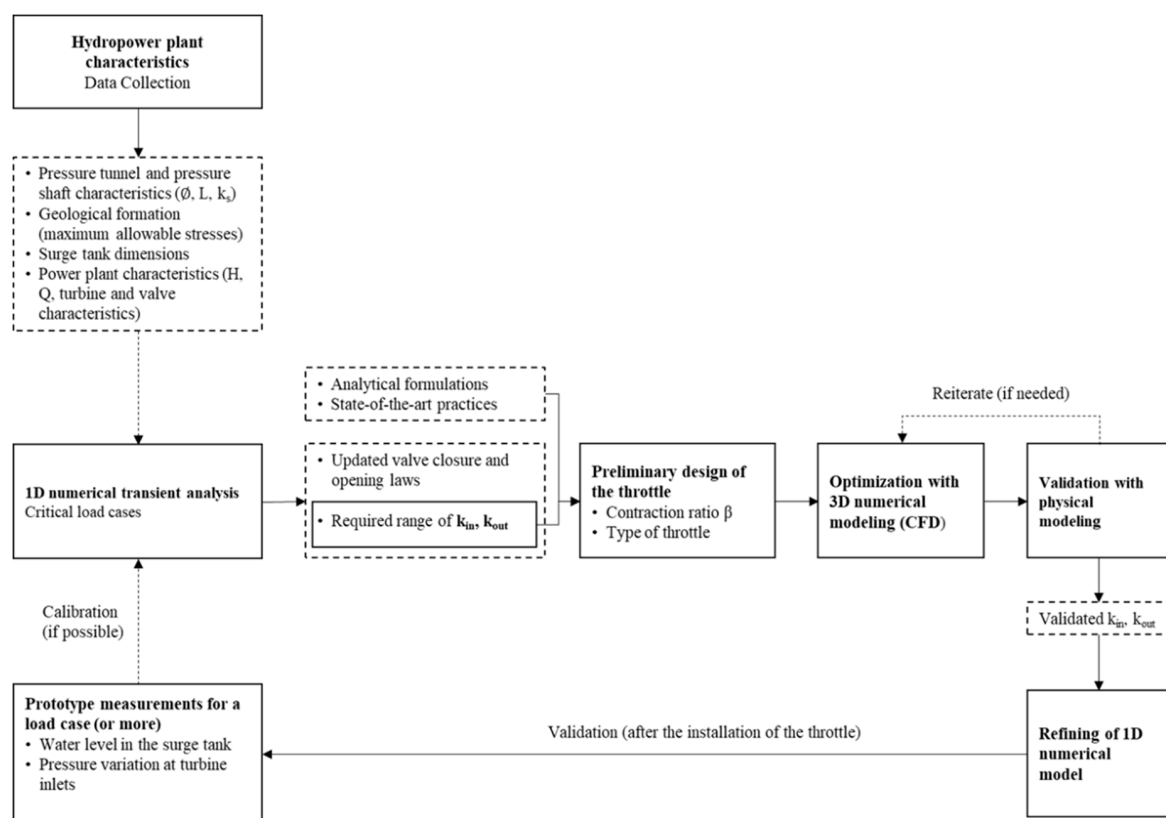 Hydropower plant
characteristics
Data Collection
• Pressure tunnel and pressure
shaft characteristics (Ø, L, kₛ)
• Geological formation
(maximum allowable stresses)
• Surge tank dimensions
• Power plant characteristics (H,
Q, turbine and valve
characteristics)
• Analytical formulations
• State-of-the-art practices
Reiterate (if needed)
1D numerical transient analysis
Critical load cases
• Updated valve closure and
opening laws
• Required range of k_in, k_out
Preliminary design of
the throttle
• Contraction ratio β
• Type of throttle
Optimization with
3D numerical
modeling (CFD)
Validation with
physical
modeling
Calibration
(if possible)
Validated k_in, k_out
Prototype measurements for a
load case (or more)
• Water level in the surge tank
• Pressure variation at turbine
inlets
Validation (after the installation of the throttle)
Refining of 1D
numerical
model